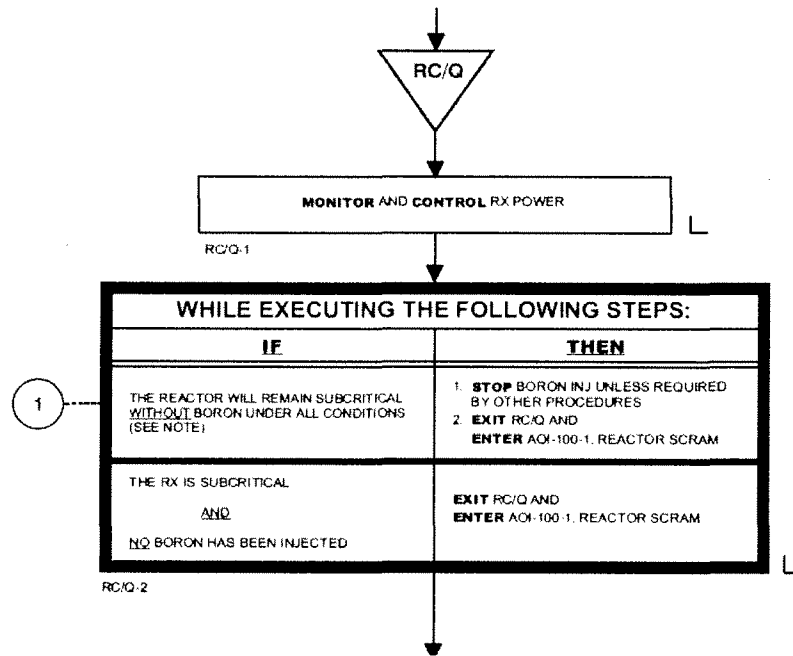 RC/Q
MONITOR AND CONTROL RX POWER
RC/Q-1
WHILE EXECUTING THE FOLLOWING STEPS:
IF
THEN
1
THE REACTOR WILL REMAIN SUBCRITICAL
WITHOUT BORON UNDER ALL CONDITIONS
(SEE NOTE)
1. STOP BORON INJ UNLESS REQUIRED
BY OTHER PROCEDURES
2. EXIT RC/Q AND
ENTER AOI-100-1, REACTOR SCRAM
THE RX IS SUBCRITICAL
AND
NO BORON HAS BEEN INJECTED
EXIT RC/Q AND
ENTER AOI-100-1, REACTOR SCRAM
RC/Q-2